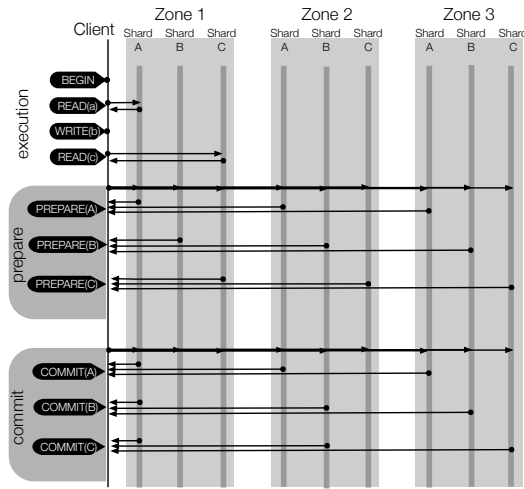 Zone 1 Zone 2 Zone 3
Client Shard Shard Shard Shard Shard Shard Shard Shard Shard
A B C A B C A B C
execution
BEGIN
READ(a)
WRITE(b)
READ(c)
prepare
PREPARE(A)
PREPARE(B)
PREPARE(C)
commit
COMMIT(A)
COMMIT(B)
COMMIT(C)